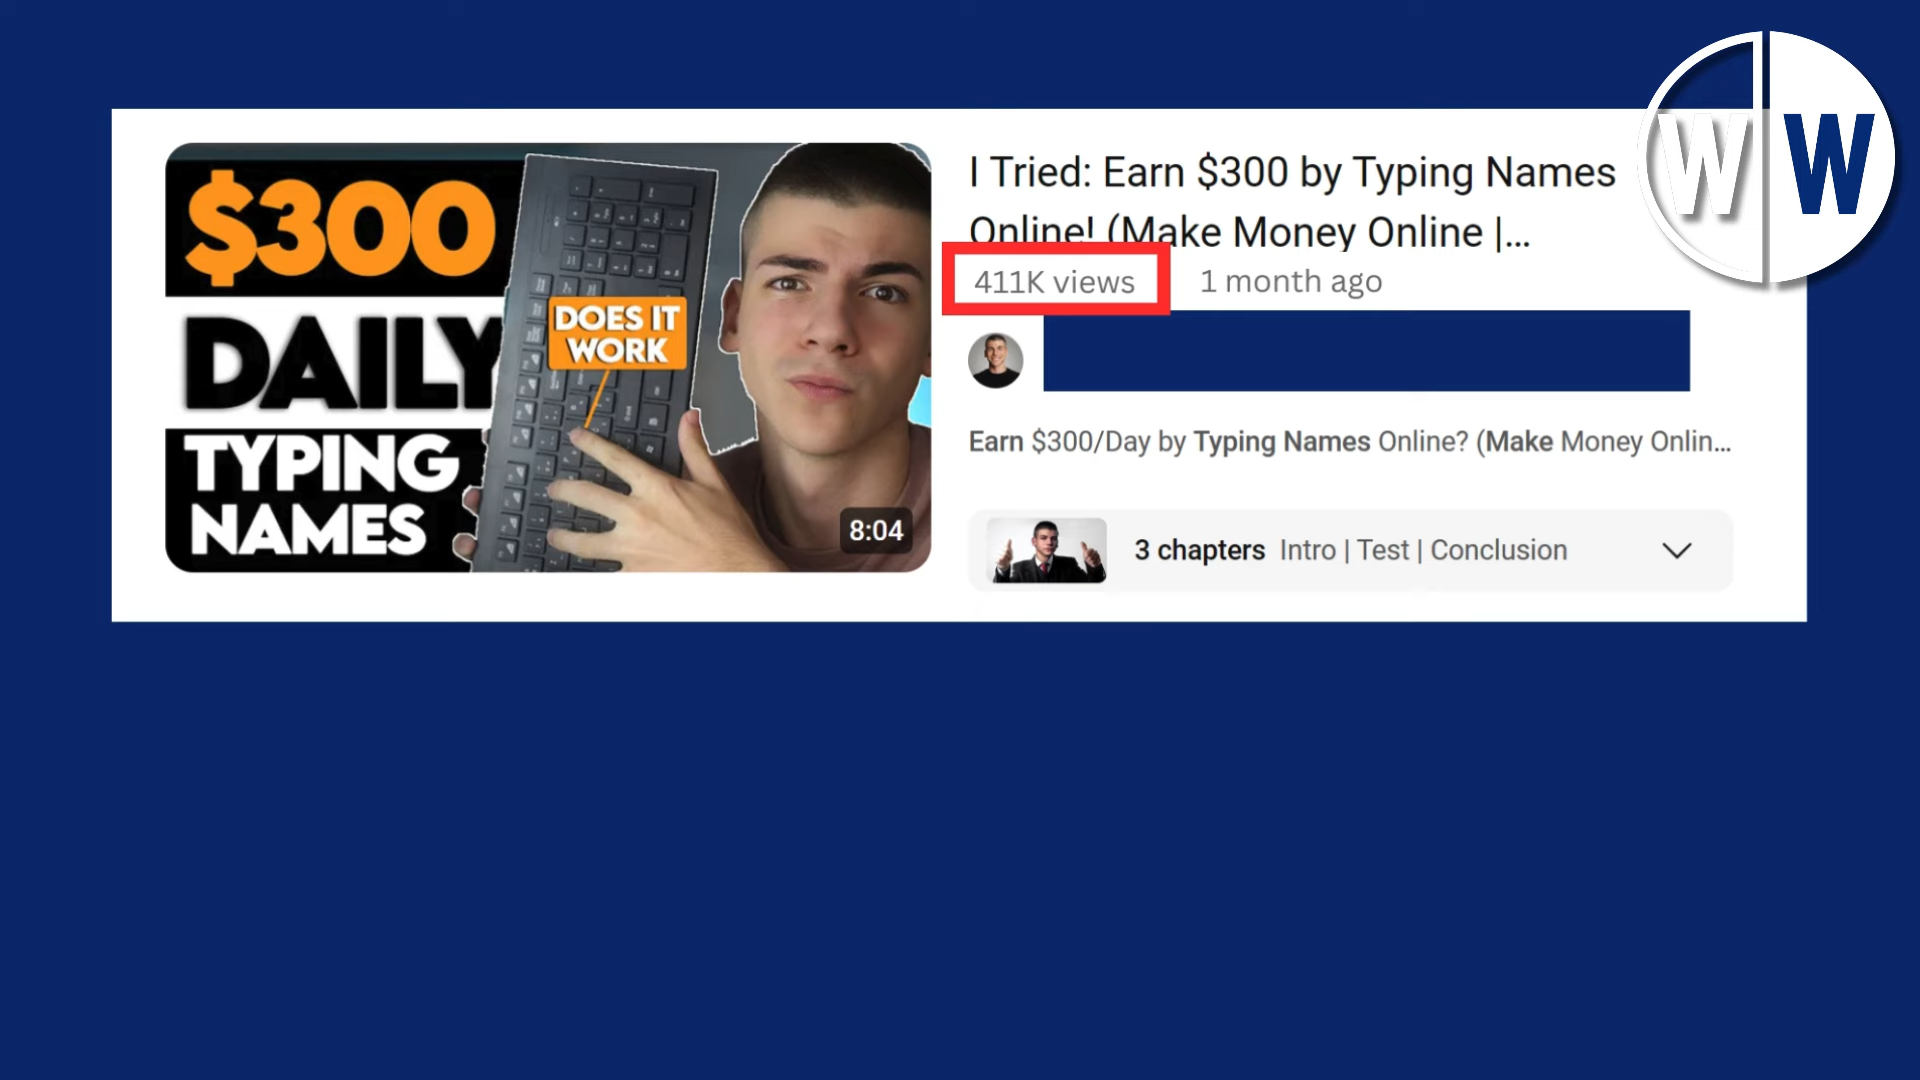 $300
DAILY
TYPING
NAMES
DOES IT
WORK
8:04
I Tried: Earn $300 by Typing Names
Online! (Make Money Online |...
411K views
1 month ago
Earn $300/Day by Typing Names Online? (Make Money Onlin...
3 chapters Intro | Test | Conclusion
W W